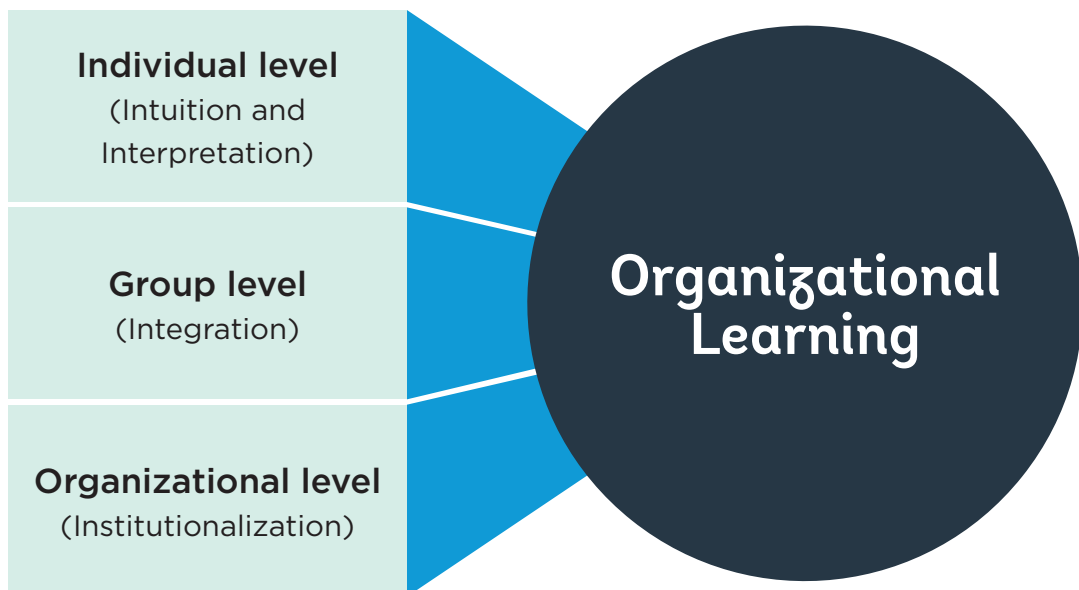 Individual level
(Intuition and
Interpretation)
Group level
(Integration)
Organizational level
(Institutionalization)
Organizational
Learning